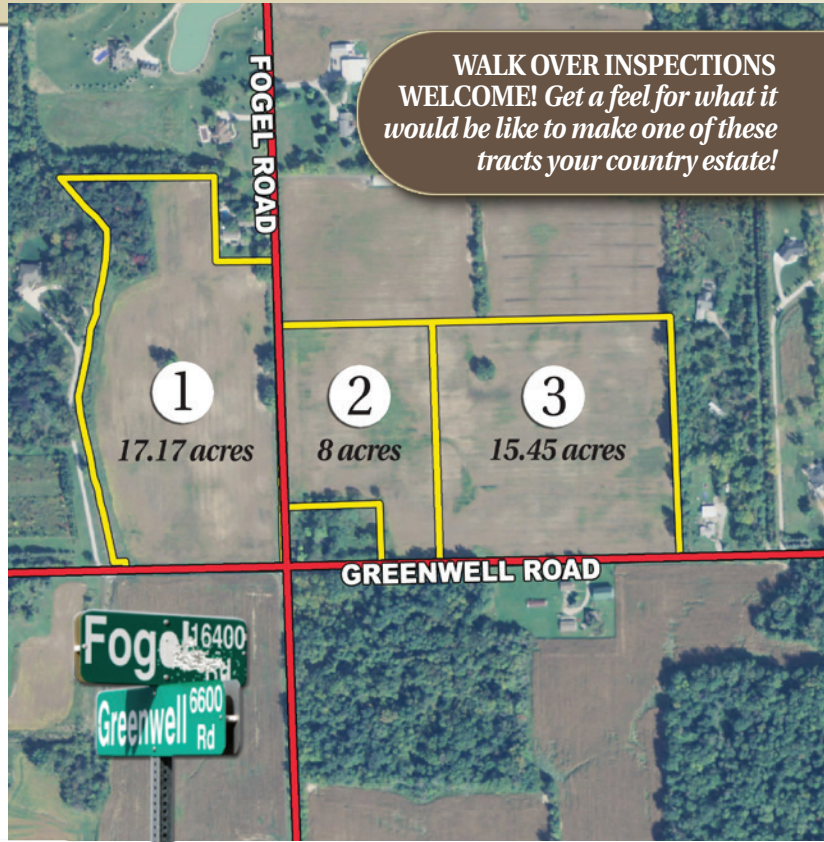 WALK OVER INSPECTIONS
WELCOME! Get a feel for what it
would be like to make one of these
tracts your country estate!
FOGEL ROAD
1
17.17 acres
2
8 acres
3
15.45 acres
GREENWELL ROAD
Fogel 16400
Rd
Greenwell 6600
Rd